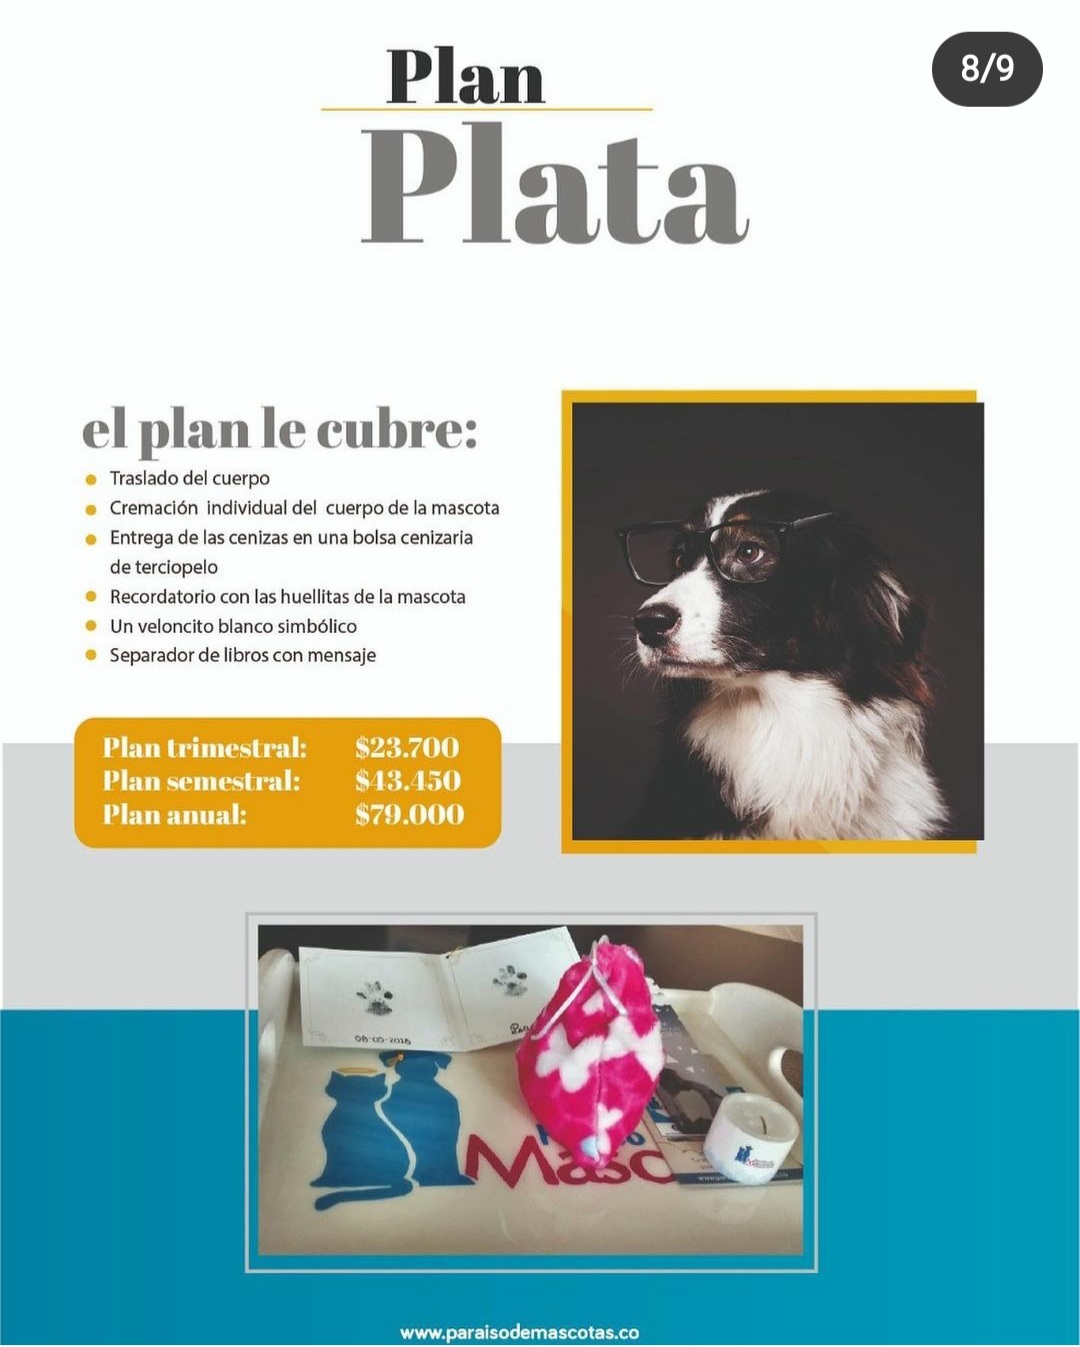 8/9
Plan
Plata
el plan le cubre:
Traslado del cuerpo
Cremación individual del cuerpo de la mascota
Entrega de las cenizas en una bolsa cenizaria
de terciopelo
Recordatorio con las huellitas de la mascota
Un veloncito blanco simbólico
Separador de libros con mensaje
Plan trimestral: $23.700
Plan semestral: $43.450
Plan anual: $79.000
Masc
www.paraisodemascotas.co